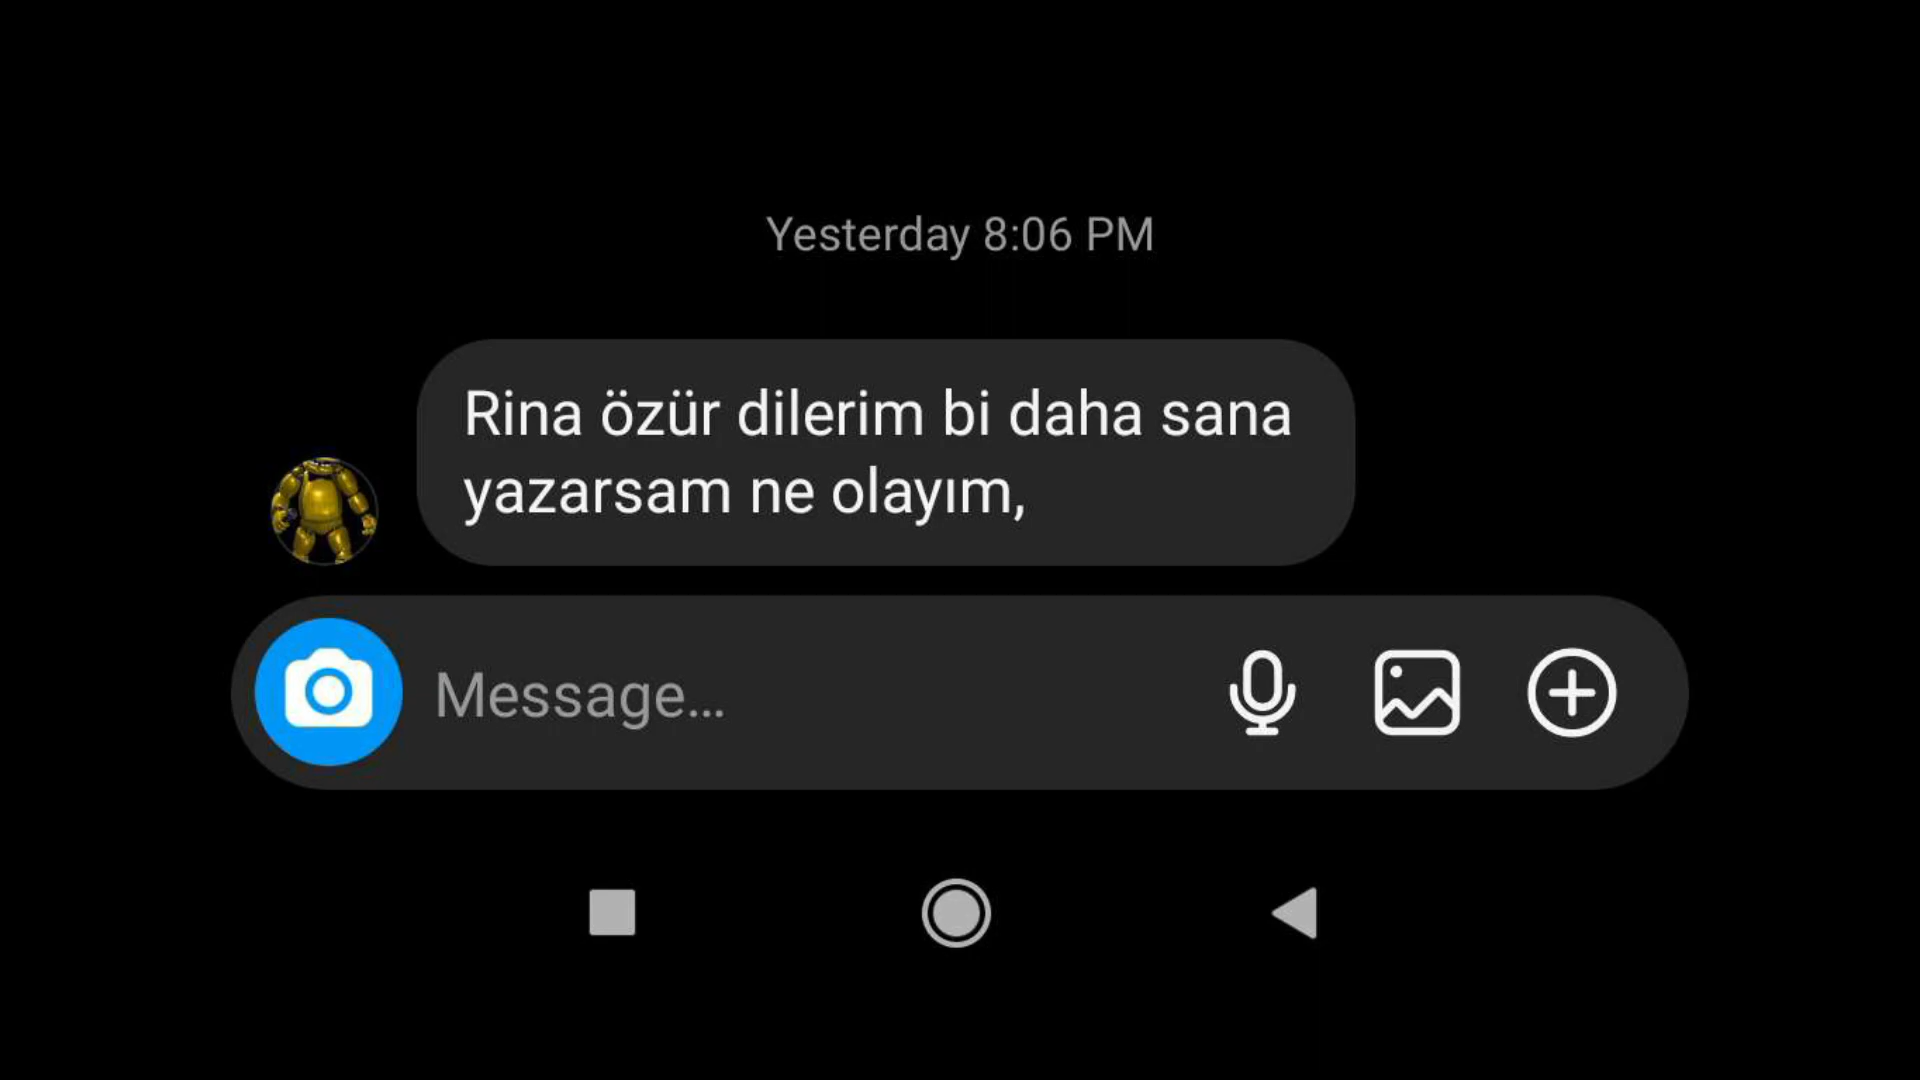 Yesterday 8:06 PM
Rina özür dilerim bi daha sana
yazarsam ne olayım,
Message...